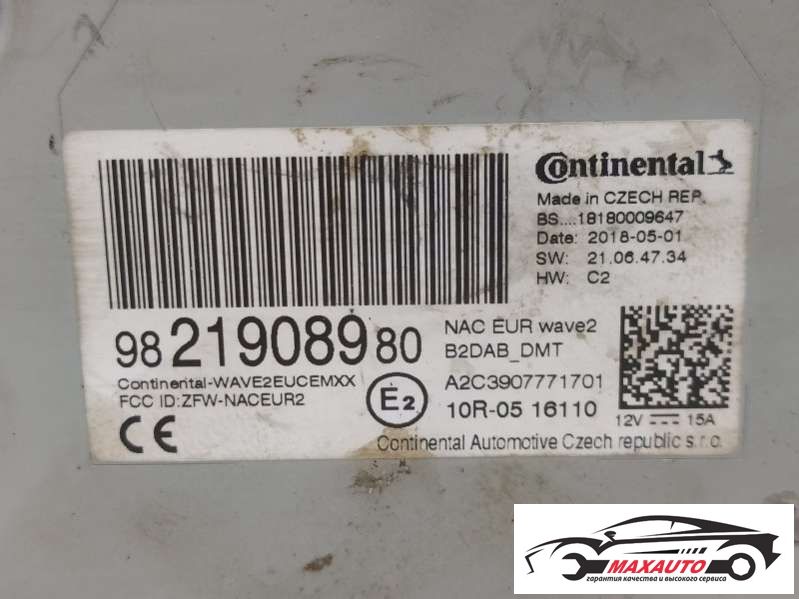 Continental
Made in CZECH REP.
BS....18180009647
Date: 2018-05-01
SW: 21.06.47.34
HW: C2
98 219089 80
NAC EUR wave2
B2DAB_DMT
Continental-WAVE2EUCEMXX
FCC ID:ZFW-NACEUR2
CE
E2
A2C3907771701
10R-05 16110
12V 15A
Continental Automotive Czech republic s.r.o.
MAXAUTO
гарантия качества и высокого сервиса